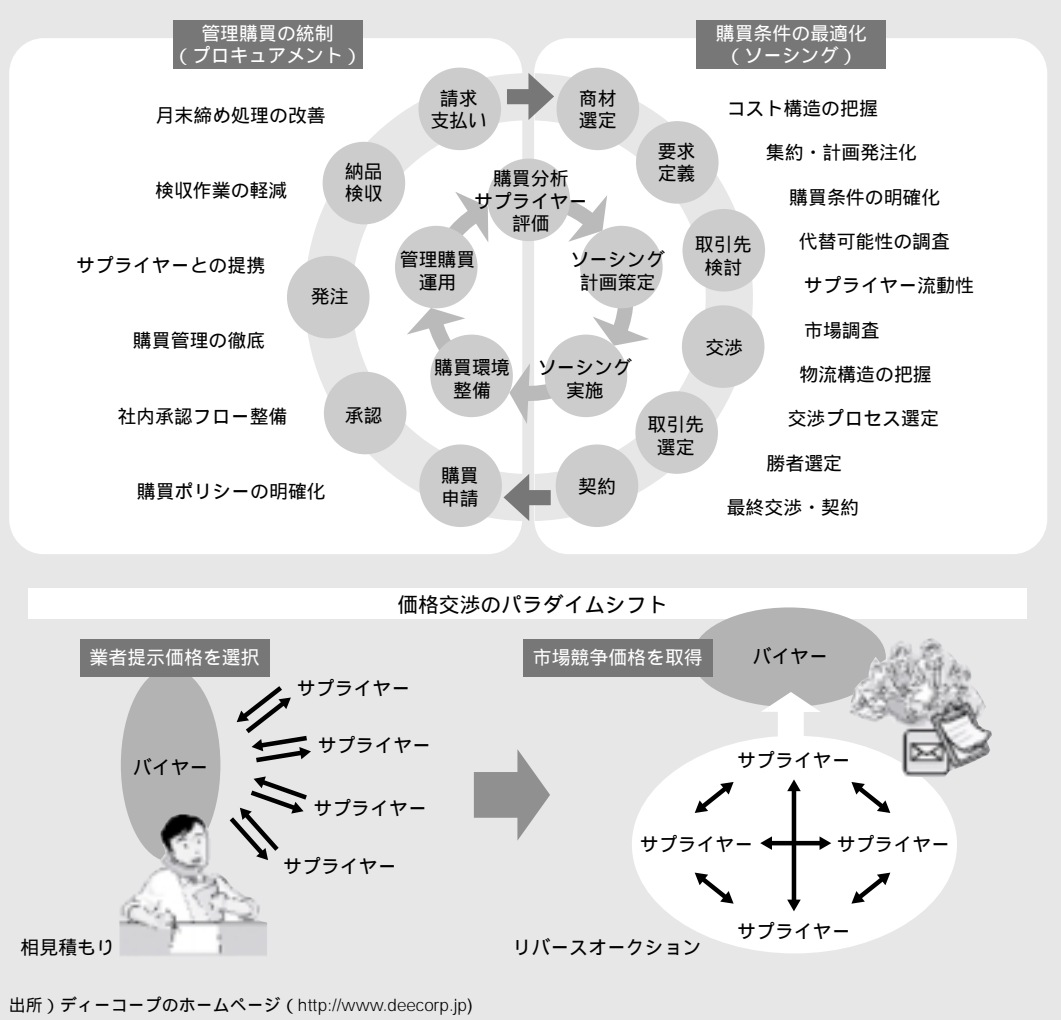 管理購買の統制
（プロキュアメント）
購買条件の最適化
（ソーシング）
月末締め処理の改善
検収作業の軽減
サプライヤーとの提携
購買管理の徹底
社内承認フロー整備
購買ポリシーの明確化
請求
支払い
納品
検収
発注
承認
購買
申請
商材
選定
要求
定義
取引先
検討
交渉
取引先
選定
契約
購買分析
サプライヤー
評価
ソーシング
計画策定
ソーシング
実施
購買環境
整備
管理購買
運用
コスト構造の把握
集約・計画発注化
購買条件の明確化
代替可能性の調査
サプライヤー流動性
市場調査
物流構造の把握
交渉プロセス選定
勝者選定
最終交渉・契約
価格交渉のパラダイムシフト
業者提示価格を選択
バイヤー
サプライヤー
サプライヤー
サプライヤー
サプライヤー
相見積もり
市場競争価格を取得
バイヤー
サプライヤー
サプライヤー
サプライヤー
サプライヤー
リバースオークション
出所）ディーコープのホームページ（http://www.deecorp.jp)